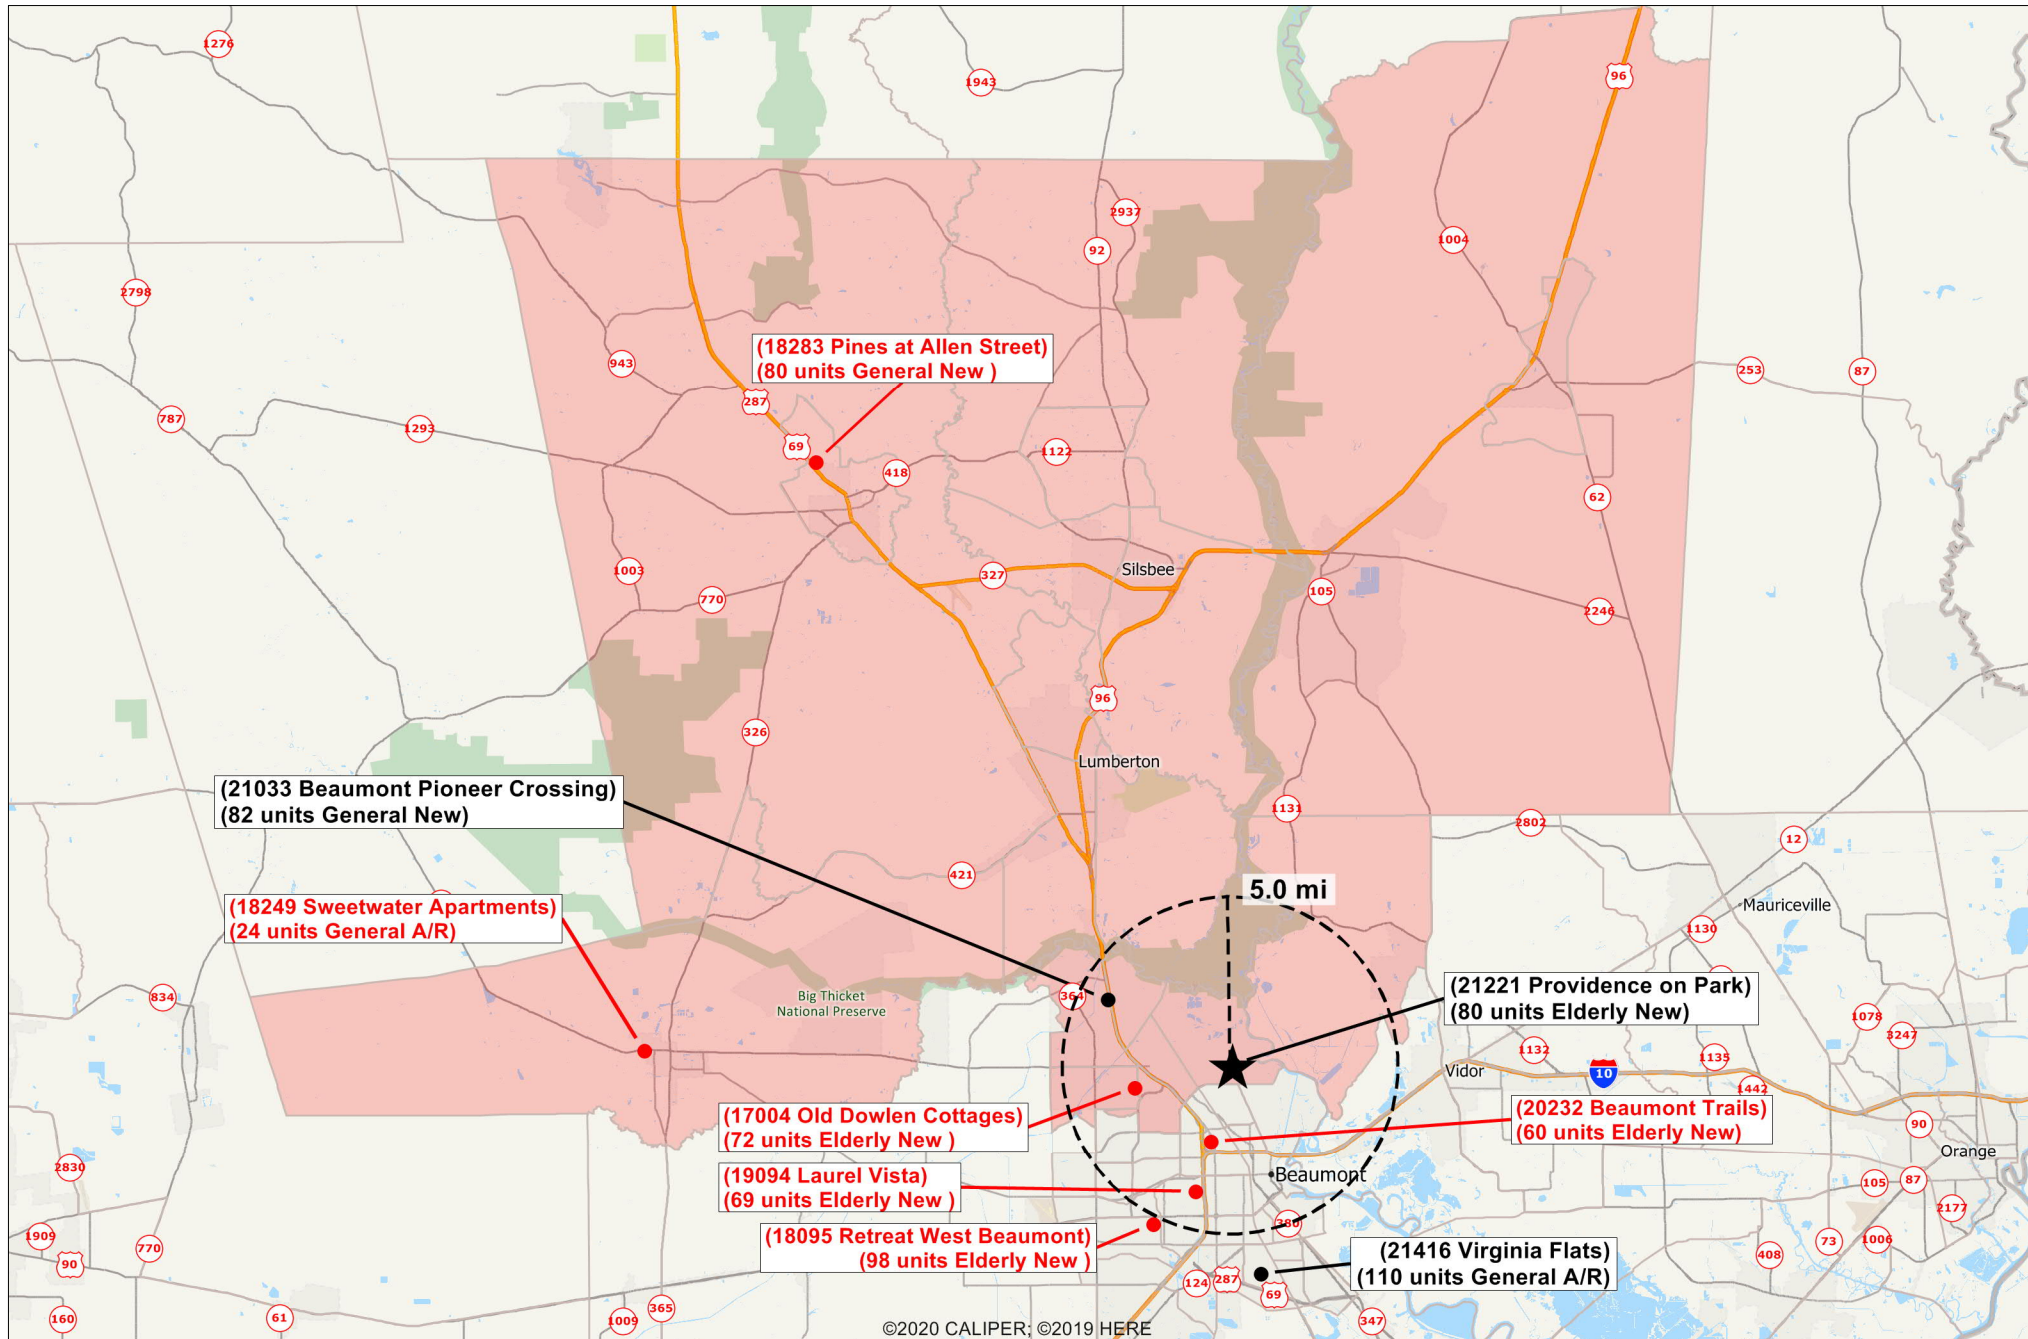 1276
1943
96
2937
92
1004
2798
(18283 Pines at Allen Street)
(80 units General New )
943
253
87
287
787
1293
69
1122
418
62
Silsbee
1003
327
770
105
2246
96
326
Lumberton
(21033 Beaumont Pioneer Crossing)
(82 units General New)
1131
2802
12
421
5.0 mi
Mauriceville
(18249 Sweetwater Apartments)
(24 units General A/R)
1130
834
Big Thicket
National Preserve
364
(21221 Providence on Park)
(80 units Elderly New)
1078
3247
1132
1135
Vidor
10
1442
(17004 Old Dowlen Cottages)
(72 units Elderly New )
(20232 Beaumont Trails)
(60 units Elderly New)
90
Orange
2830
(19094 Laurel Vista)
(69 units Elderly New )
Beaumont
105
87
2177
(18095 Retreat West Beaumont)
(98 units Elderly New )
380
1909
770
90
(21416 Virginia Flats)
(110 units General A/R)
408
73
1006
124
287
69
160
61
1009
365
347
©2020 CALIPER; ©2019 HERE